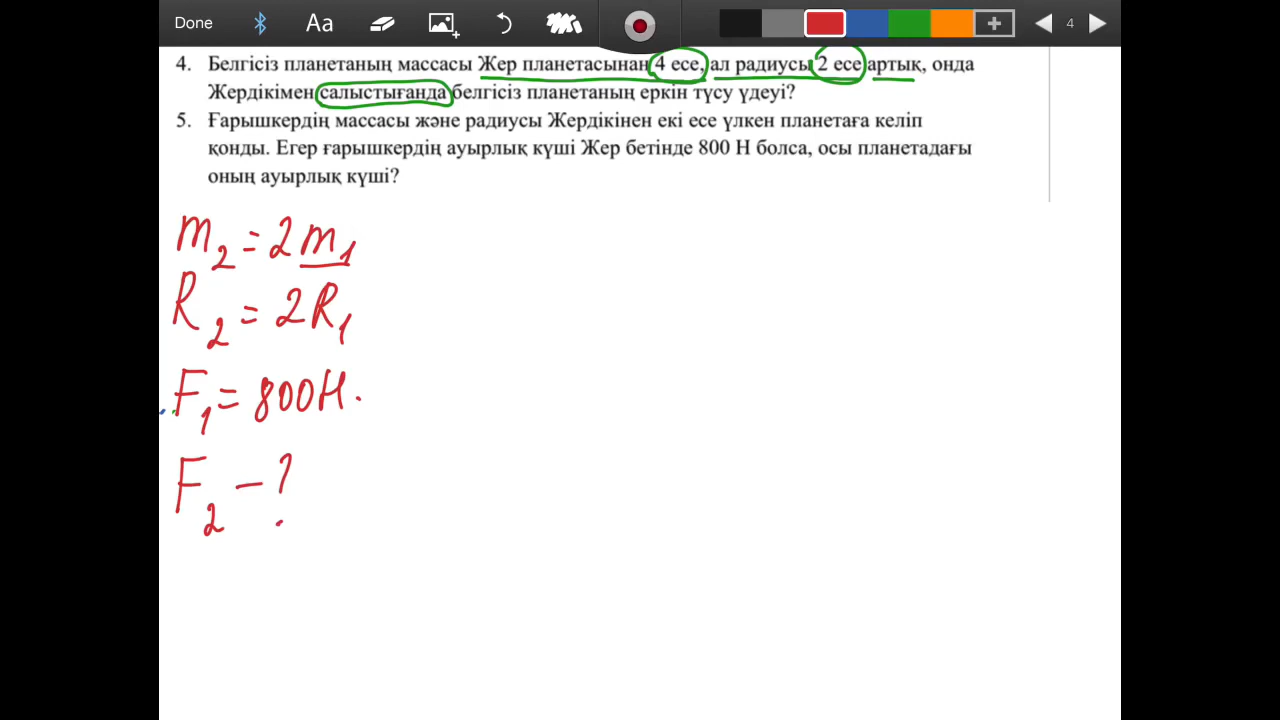 Done Aa 4
4. Белгісіз планетаның массасы Жер планетасынан 4 есе, ал радиусы 2 есе артық, онда
Жердікімен салыстығанда белгісіз планетаның еркін түсу үдеуі?
5. Ғарышкердің массасы және радиусы Жердікінен екі есе үлкен планетаға келіп
қонды. Егер ғарышкердің ауырлық күші Жер бетінде 800 Н болса, осы планетадағы
оның ауырлық күші?
m₂ = 2m₁
R₂ = 2R₁
F₁ = 800H.
F₂ – ?